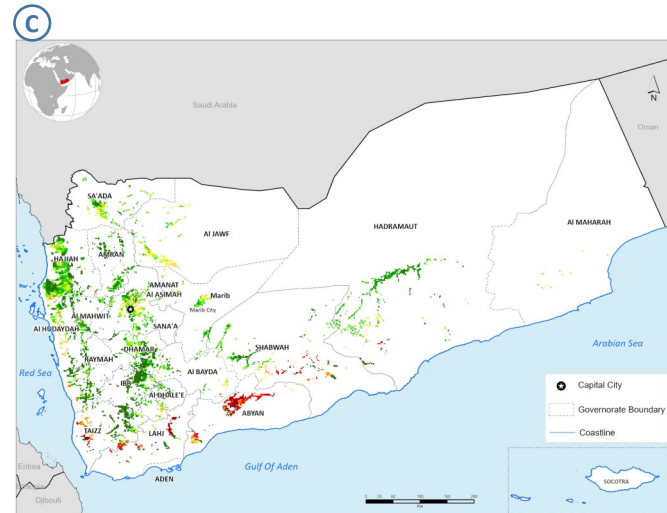 C
Saudi Arabia
N
Oman
SA'ADA
Al JAWF
HADRAMAUT
Al MAHARAH
HAJJAH
AMRAN
AMANAT
Al ASIMAH
Marib
Marib City
Al MAHWIT
SANA'A
Al HUDAYDAH
DHAMAR
RAYMAH
SHABWAH
Al BAYDA
IBB
Al DHALE'E
Arabian Sea
Red Sea
Capital City
Governorate Boundary
Coastline
ABYAN
TAIZZ
LAHJ
Eritrea
ADEN
Gulf Of Aden
SOCOTRA
Djibouti